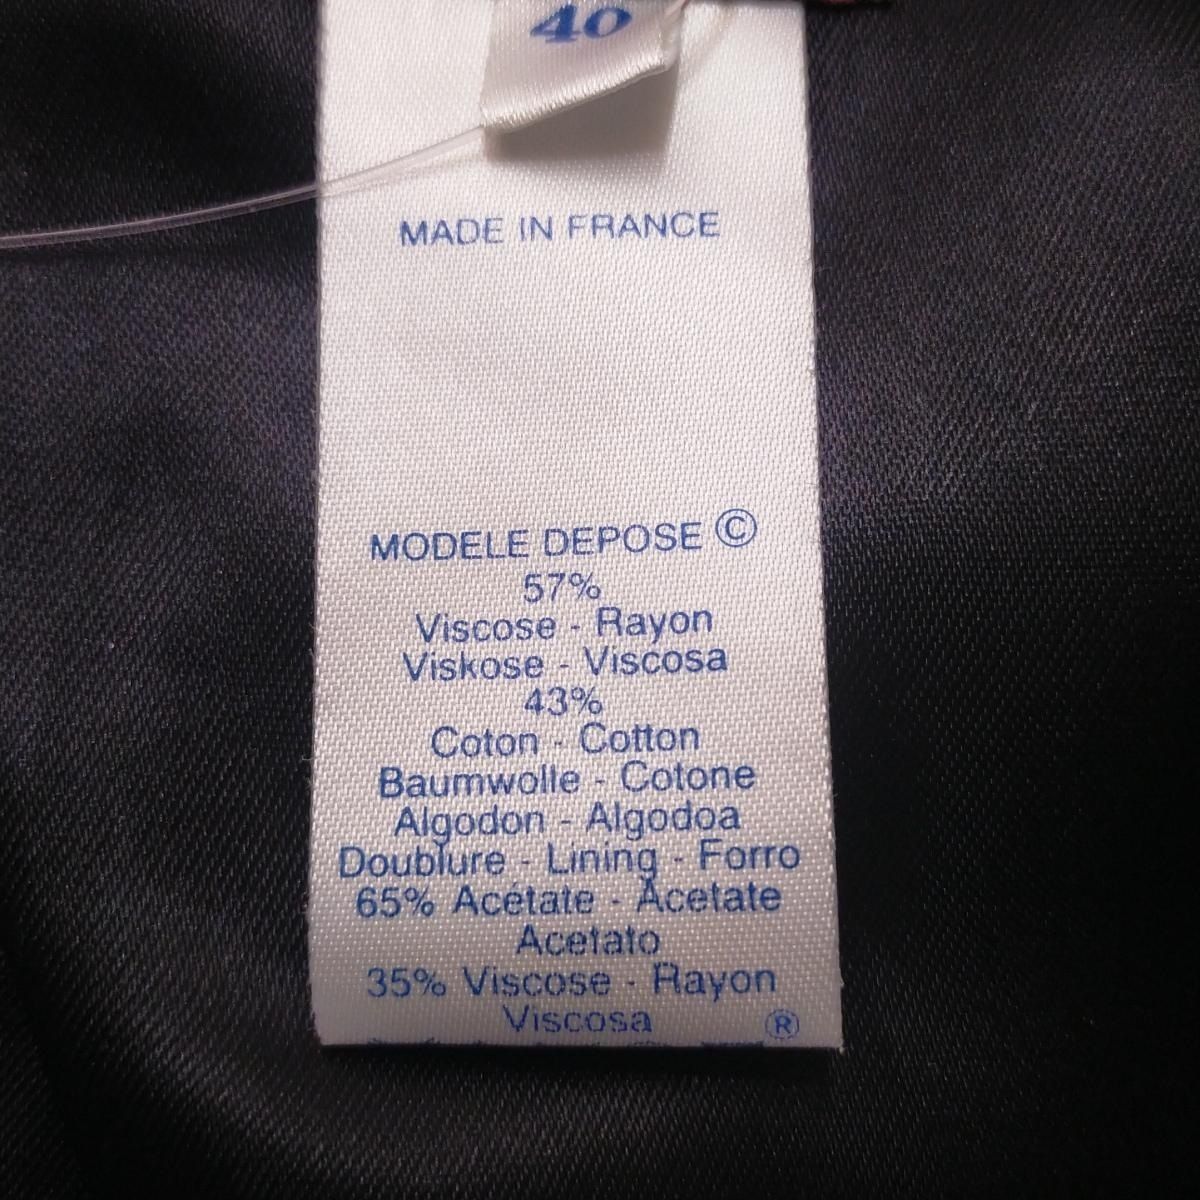 40
MADE IN FRANCE
MODELE DEPOSE ©
57%
Viscose - Rayon
Viskose - Viscosa
43%
Coton - Cotton
Baumwolle - Cotone
Algodon - Algodoa
Doublure - Lining - Forro
65% Acétate - Acetate
Acetato
35% Viscose - Rayon
Viscosa ®